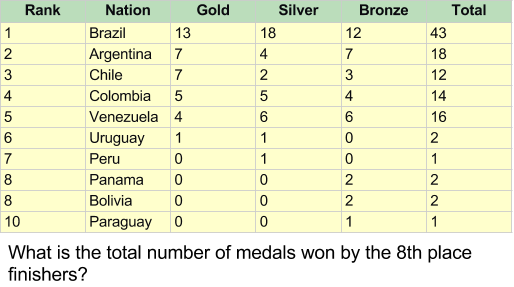 Rank Nation Gold Silver Bronze Total
1 Brazil 13 18 12 43
2 Argentina 7 4 7 18
3 Chile 7 2 3 12
4 Colombia 5 5 4 14
5 Venezuela 4 6 6 16
6 Uruguay 1 1 0 2
7 Peru 0 1 0 1
8 Panama 0 0 2 2
8 Bolivia 0 0 2 2
10 Paraguay 0 0 1 1
What is the total number of medals won by the 8th place
finishers?